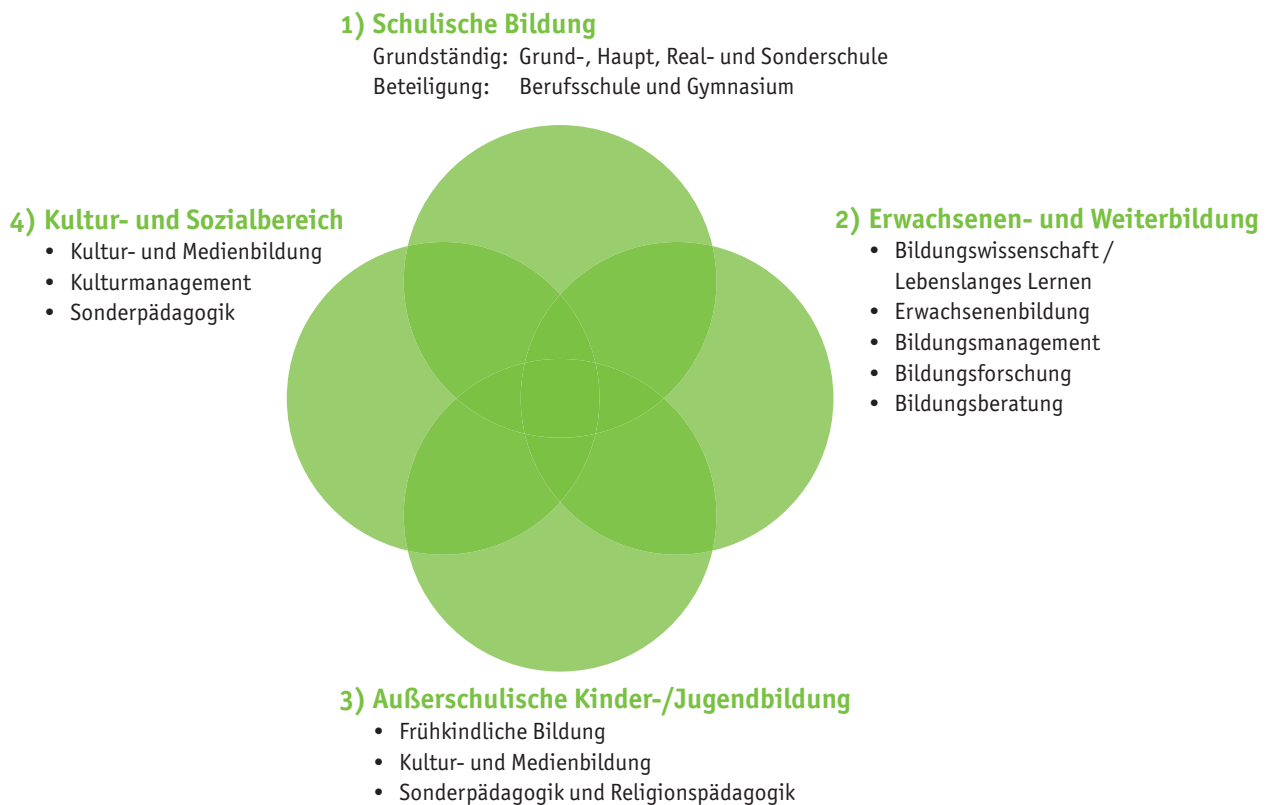 1) Schulische Bildung
Grundständig: Grund-, Haupt, Real- und Sonderschule
Beteiligung: Berufsschule und Gymnasium
4) Kultur- und Sozialbereich
• Kultur- und Medienbildung
• Kulturmanagement
• Sonderpädagogik
2) Erwachsenen- und Weiterbildung
• Bildungswissenschaft /
Lebenslanges Lernen
• Erwachsenenbildung
• Bildungsmanagement
• Bildungsforschung
• Bildungsberatung
3) Außerschulische Kinder-/Jugendbildung
• Frühkindliche Bildung
• Kultur- und Medienbildung
• Sonderpädagogik und Religionspädagogik